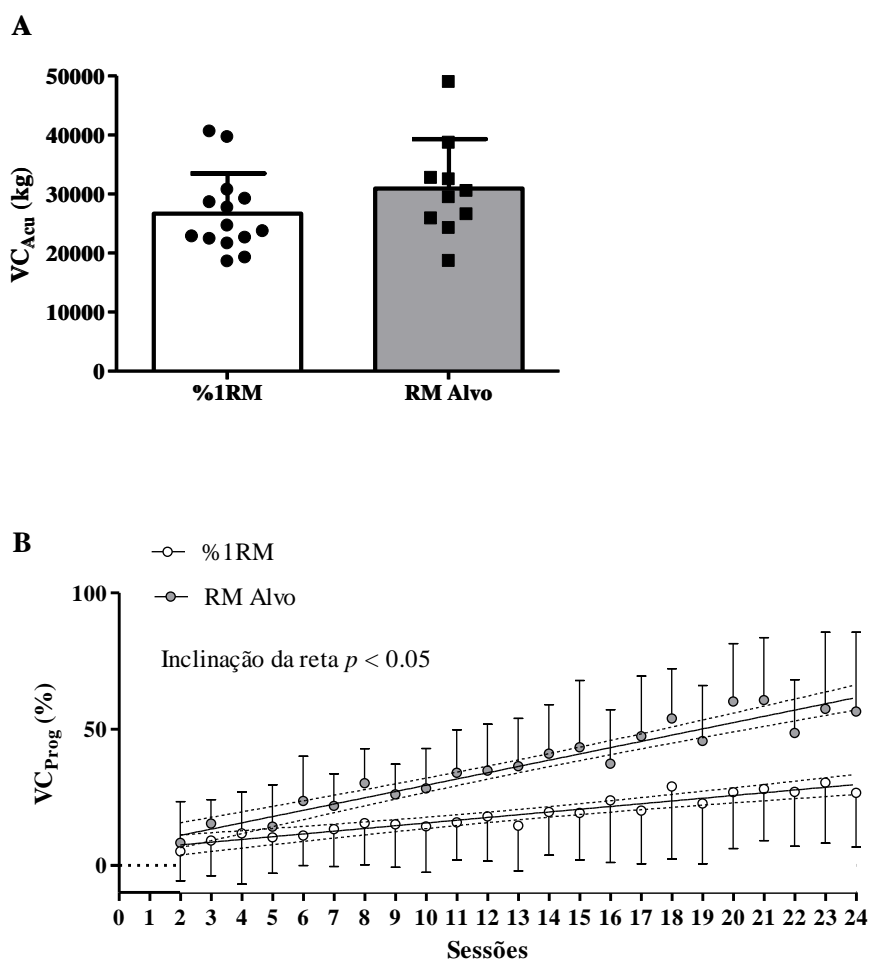 A
50000
40000
30000
20000
10000
0
VCAcu (kg)
%1RM RM Alvo
B
%1RM
RM Alvo
Inclinação da reta p < 0.05
100
50
0
VCProg (%)
0 1 2 3 4 5 6 7 8 9 10 11 12 13 14 15 16 17 18 19 20 21 22 23 24
Sessões